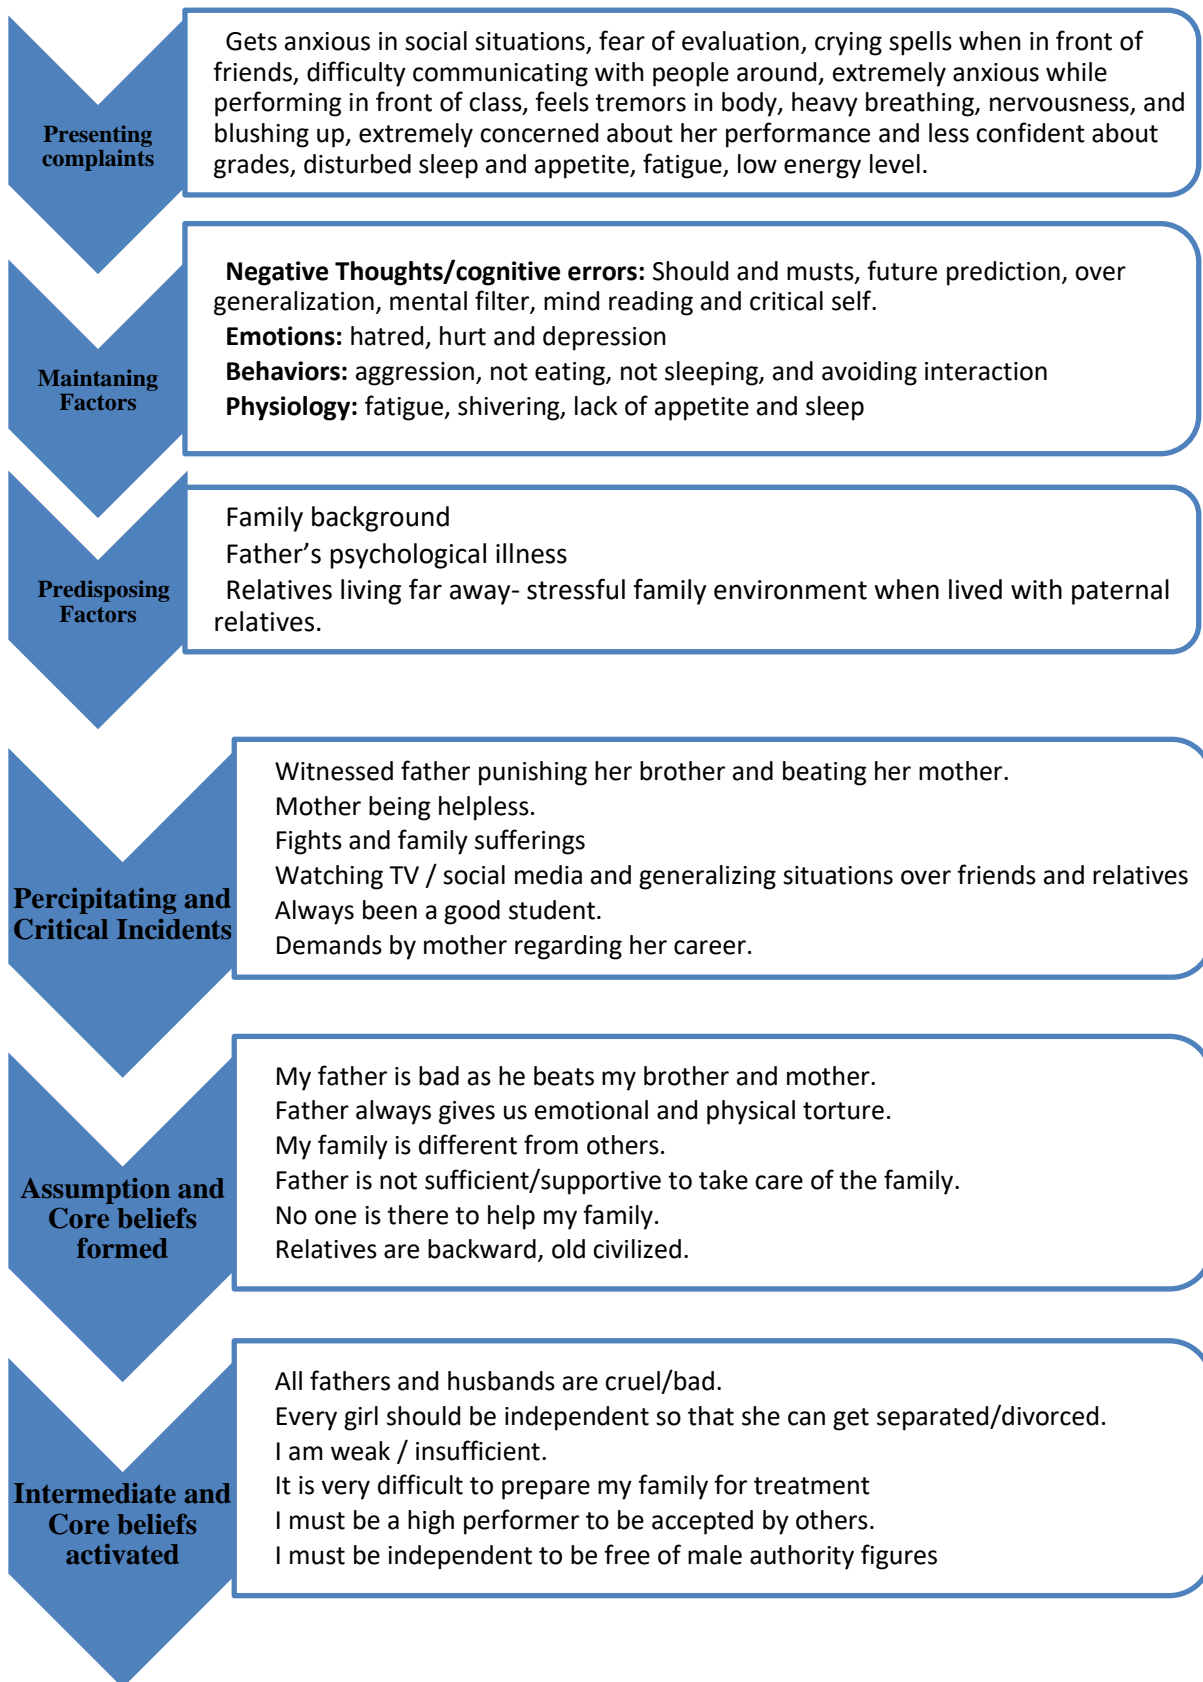 Presenting
complaints
Gets anxious in social situations, fear of evaluation, crying spells when in front of
friends, difficulty communicating with people around, extremely anxious while
performing in front of class, feels tremors in body, heavy breathing, nervousness, and
blushing up, extremely concerned about her performance and less confident about
grades, disturbed sleep and appetite, fatigue, low energy level.
Maintaning
Factors
Negative Thoughts/cognitive errors: Should and musts, future prediction, over
generalization, mental filter, mind reading and critical self.
Emotions: hatred, hurt and depression
Behaviors: aggression, not eating, not sleeping, and avoiding interaction
Physiology: fatigue, shivering, lack of appetite and sleep
Predisposing
Factors
Family background
Father’s psychological illness
Relatives living far away- stressful family environment when lived with paternal
relatives.
Percipitating and
Critical Incidents
Witnessed father punishing her brother and beating her mother.
Mother being helpless.
Fights and family sufferings
Watching TV / social media and generalizing situations over friends and relatives
Always been a good student.
Demands by mother regarding her career.
Assumption and
Core beliefs
formed
My father is bad as he beats my brother and mother.
Father always gives us emotional and physical torture.
My family is different from others.
Father is not sufficient/supportive to take care of the family.
No one is there to help my family.
Relatives are backward, old civilized.
Intermediate and
Core beliefs
activated
All fathers and husbands are cruel/bad.
Every girl should be independent so that she can get separated/divorced.
I am weak / insufficient.
It is very difficult to prepare my family for treatment
I must be a high performer to be accepted by others.
I must be independent to be free of male authority figures